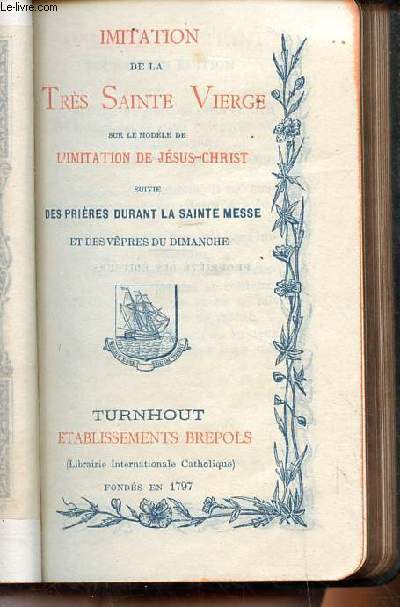 Le-livre.com
IMITATION
DE LA
TRÈS SAINTE VIERGE
SUR LE MODÈLE DE
L'IMITATION DE JÉSUS-CHRIST
SUIVIE
DES PRIÈRES DURANT LA SAINTE MESSE
ET DES VÊPRES DU DIMANCHE
TURNHOUT
ETABLISSEMENTS BREPOLS
(Librairie Internationale Catholique)
FONDÉS EN 1797